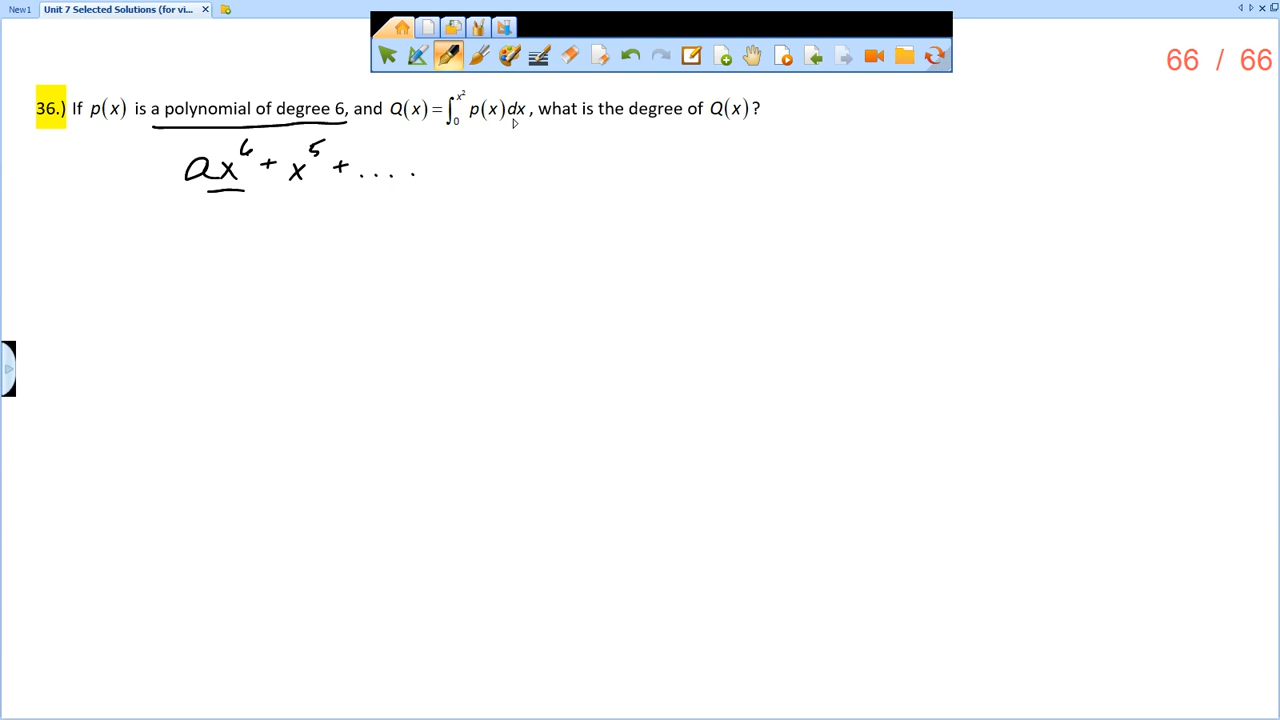 New1 Unit 7 Selected Solutions (for vi...
66 / 66
36.) If p(x) is a polynomial of degree 6, and Q(x) = ∫₀^{x²} p(x)dx, what is the degree of Q(x)?
ax⁶ + x⁵ + ....